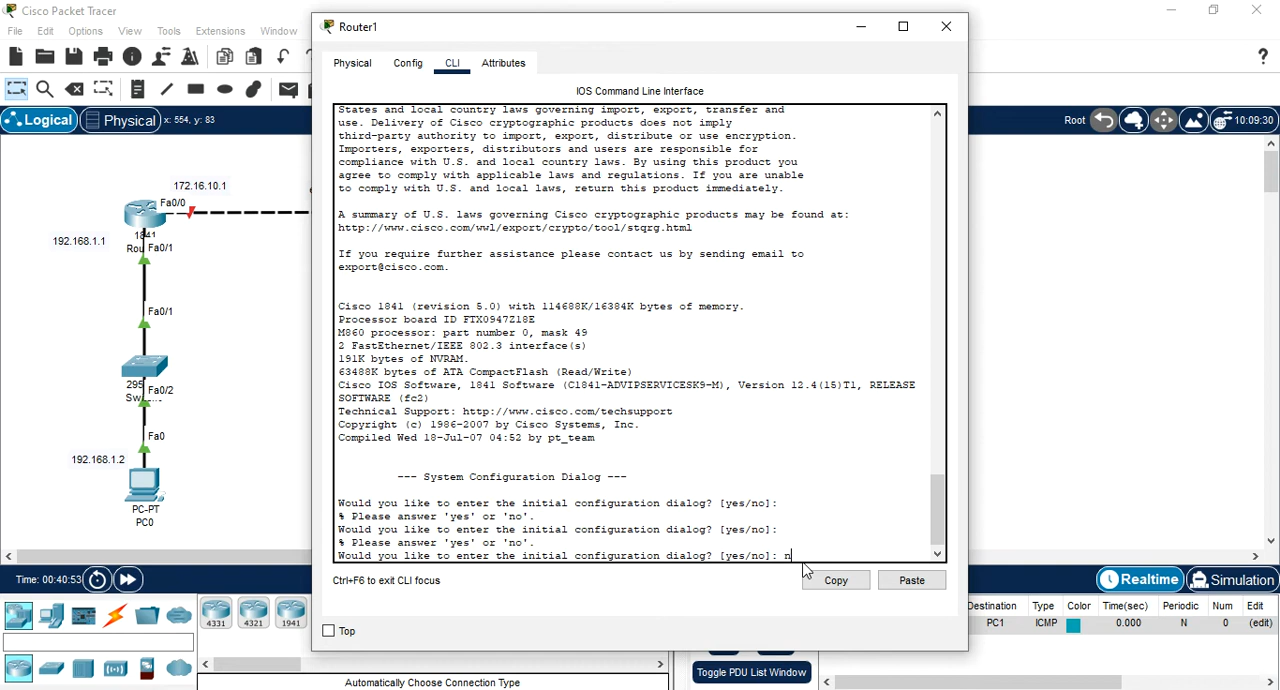 Cisco Packet Tracer
File Edit Options View Tools Extensions Window
Logical
Physical
x: 554, y: 83
Root
10:09:30
172.16.10.1
Fa0/0
192.168.1.1
1841
Fa0/1
Fa0/1
Fa0/2
Fa0
192.168.1.2
PC-PT
PC0
Router1
Physical Config CLI Attributes
IOS Command Line Interface
States and local country laws governing import, export, transfer and
use. Delivery of Cisco cryptographic products does not imply
third-party authority to import, export, distribute or use encryption.
Importers, exporters, distributors and users are responsible for
compliance with U.S. and local country laws. By using this product you
agree to comply with applicable laws and regulations. If you are unable
to comply with U.S. and local laws, return this product immediately.
A summary of U.S. laws governing Cisco cryptographic products may be found at:
http://www.cisco.com/wwl/export/crypto/tool/stqrg.html
If you require further assistance please contact us by sending email to
export@cisco.com.
Cisco 1841 (revision 5.0) with 114688K/16384K bytes of memory.
Processor board ID FTX0947Z18E
M860 processor: part number 0, mask 49
2 FastEthernet/IEEE 802.3 interface(s)
191K bytes of NVRAM.
63488K bytes of ATA CompactFlash (Read/Write)
Cisco IOS Software, 1841 Software (C1841-ADVIPSERVICESK9-M), Version 12.4(15)T1, RELEASE
SOFTWARE (fc2)
Technical Support: http://www.cisco.com/techsupport
Copyright (c) 1986-2007 by Cisco Systems, Inc.
Compiled Wed 18-Jul-07 04:52 by pt_team
--- System Configuration Dialog ---
Would you like to enter the initial configuration dialog? [yes/no]:
% Please answer 'yes' or 'no'.
Would you like to enter the initial configuration dialog? [yes/no]:
% Please answer 'yes' or 'no'.
Would you like to enter the initial configuration dialog? [yes/no]: n
Ctrl+F6 to exit CLI focus
Copy
Paste
Top
Time: 00:40:53
Realtime
Simulation
4331 4321 1941
Destination Type Color Time(sec) Periodic Num Edit
PC1 ICMP 0.000 N 0 (edit)
Toggle PDU List Window
Automatically Choose Connection Type